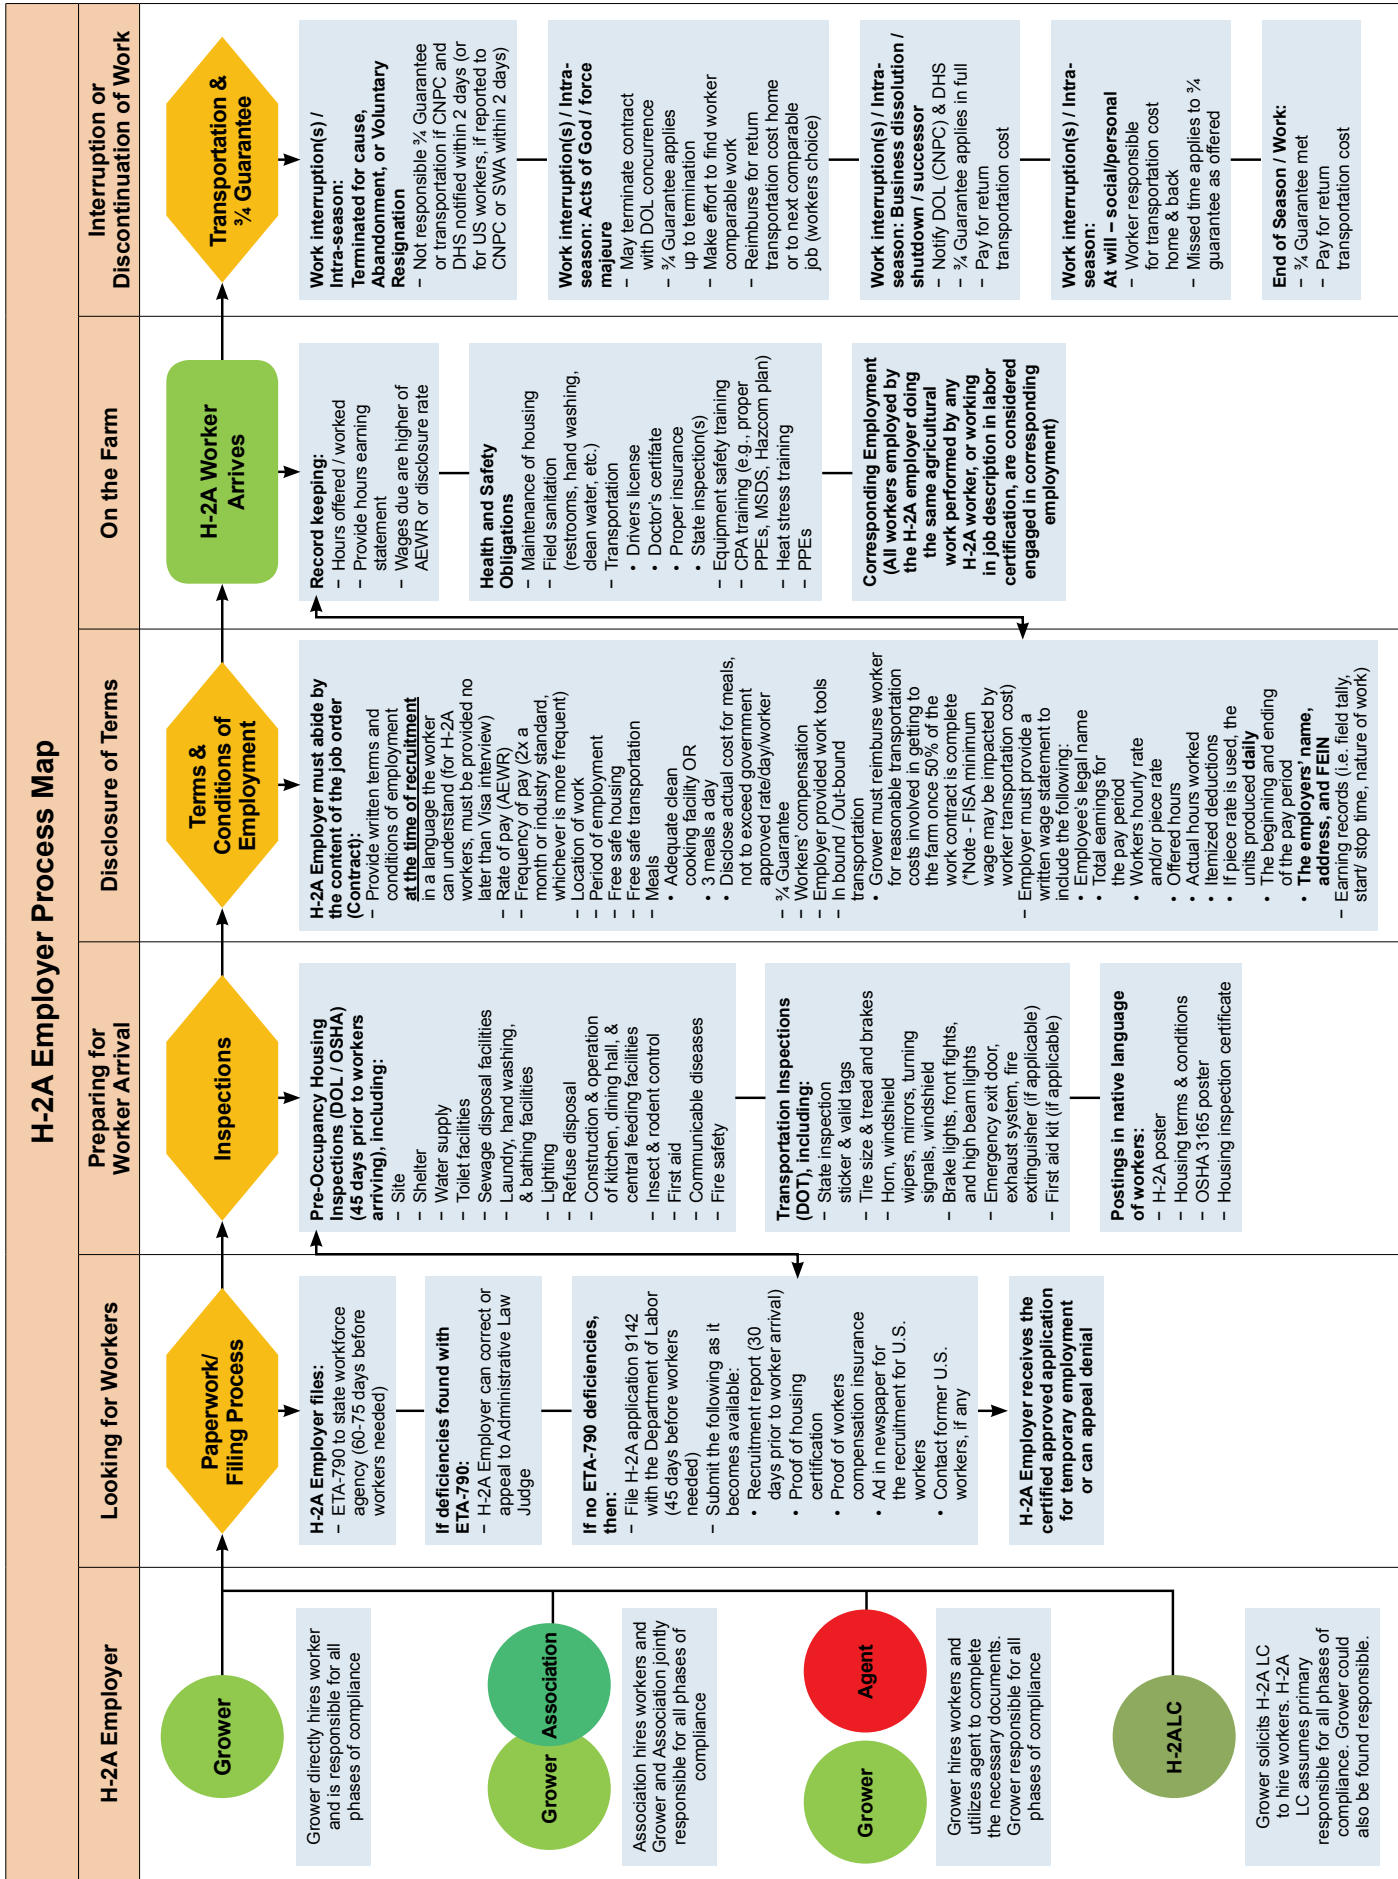 H-2A Employer Process Map
H-2A Employer
Looking for Workers
Preparing for
Worker Arrival
Disclosure of Terms
On the Farm
Interruption or
Discontinuation of Work
Grower
Grower directly hires worker
and is responsible for all
phases of compliance
Grower
Association
Association hires workers and
Grower and Association jointly
responsible for all phases of
compliance
Grower
Agent
Grower hires workers and
utilizes agent to complete
the necessary documents.
Grower responsible for all
phases of compliance
H-2ALC
Grower solicits H-2A LC
to hire workers. H-2A
LC assumes primary
responsible for all phases of
compliance. Grower could
also be found responsible.
Paperwork/
Filing Process
H-2A Employer files:
– ETA-790 to state workforce
agency (60-75 days before
workers needed)
If deficiencies found with
ETA-790:
– H-2A Employer can correct or
appeal to Administrative Law
Judge
If no ETA-790 deficiencies,
then:
– File H-2A application 9142
with the Department of Labor
(45 days before workers
needed)
– Submit the following as it
becomes available:
• Recruitment report (30
days prior to worker arrival)
• Proof of housing
certification
• Proof of workers
compensation insurance
• Ad in newspaper for
the recruitment for U.S.
workers
• Contact former U.S.
workers, if any
H-2A Employer receives the
certified approved application
for temporary employment
or can appeal denial
Inspections
Pre-Occupancy Housing
Inspections (DOL / OSHA)
(45 days prior to workers
arriving), including:
– Site
– Shelter
– Water supply
– Toilet facilities
– Sewage disposal facilities
– Laundry, hand washing,
& bathing facilities
– Lighting
– Refuse disposal
– Construction & operation
of kitchen, dining hall, &
central feeding facilities
– Insect & rodent control
– First aid
– Communicable diseases
– Fire safety
Transportation Inspections
(DOT), including:
– State inspection
sticker & valid tags
– Tire size & tread and brakes
– Horn, windshield
wipers, mirrors, turning
signals, windshield
– Brake lights, front fights,
and high beam lights
– Emergency exit door,
exhaust system, fire
extinguisher (if applicable)
– First aid kit (if applicable)
Postings in native language
of workers:
– H-2A poster
– Housing terms & conditions
– OSHA 3165 poster
– Housing inspection certificate
Terms &
Conditions of
Employment
H-2A Employer must abide by
the content of the job order
(Contract):
– Provide written terms and
conditions of employment
at the time of recruitment
in a language the worker
can understand (for H-2A
workers, must be provided no
later than Visa interview)
– Rate of pay (AEWR)
– Frequency of pay (2x a
month or industry standard,
whichever is more frequent)
– Location of work
– Period of employment
– Free safe housing
– Free safe transportation
– Meals
• Adequate clean
cooking facility OR
• 3 meals a day
• Disclose actual cost for meals,
not to exceed government
approved rate/day/worker
– ¾ Guarantee
– Workers' compensation
– Employer provided work tools
– In bound / Out-bound
transportation
• Grower must reimburse worker
for reasonable transportation
costs involved in getting to
the farm once 50% of the
work contract is complete
(*Note - FISA minimum
wage may be impacted by
worker transportation cost)
– Employer must provide a
written wage statement to
include the following:
• Employee's legal name
• Total earnings for
the pay period
• Workers hourly rate
and/or piece rate
• Offered hours
• Actual hours worked
• Itemized deductions
• If piece rate is used, the
units produced daily
• The beginning and ending
of the pay period
• The employers' name,
address, and FEIN
– Earning records (i.e. field tally,
start/ stop time, nature of work)
H-2A Worker
Arrives
Record keeping:
– Hours offered / worked
– Provide hours earning
statement
– Wages due are higher of
AEWR or disclosure rate
Health and Safety
Obligations
– Maintenance of housing
– Field sanitation
(restrooms, hand washing,
clean water, etc.)
– Transportation
• Drivers license
• Doctor's certifate
• Proper insurance
• State inspection(s)
– Equipment safety training
– CPA training (e.g., proper
PPEs, MSDS, Hazcom plan)
– Heat stress training
– PPEs
Corresponding Employment
(All workers employed by
the H-2A employer doing
the same agricultural
work performed by any
H-2A worker, or working
in job description in labor
certification, are considered
engaged in corresponding
employment)
Transportation &
¾ Guarantee
Work interruption(s) /
Intra-season:
Terminated for cause,
Abandonment, or Voluntary
Resignation
– Not responsible ¾ Guarantee
or transportation if CNPC and
DHS notified within 2 days (or
for US workers, if reported to
CNPC or SWA within 2 days)
Work interruption(s) / Intra-
season: Acts of God / force
majeure
– May terminate contract
with DOL concurrence
– ¾ Guarantee applies
up to termination
– Make effort to find worker
comparable work
– Reimburse for return
transportation cost home
or to next comparable
job (workers choice)
Work interruption(s) / Intra-
season: Business dissolution /
shutdown / successor
– Notify DOL (CNPC) & DHS
– ¾ Guarantee applies in full
– Pay for return
transportation cost
Work interruption(s) / Intra-
season:
At will – social/personal
– Worker responsible
for transportation cost
home & back
– Missed time applies to ¾
guarantee as offered
End of Season / Work:
– ¾ Guarantee met
– Pay for return
transportation cost